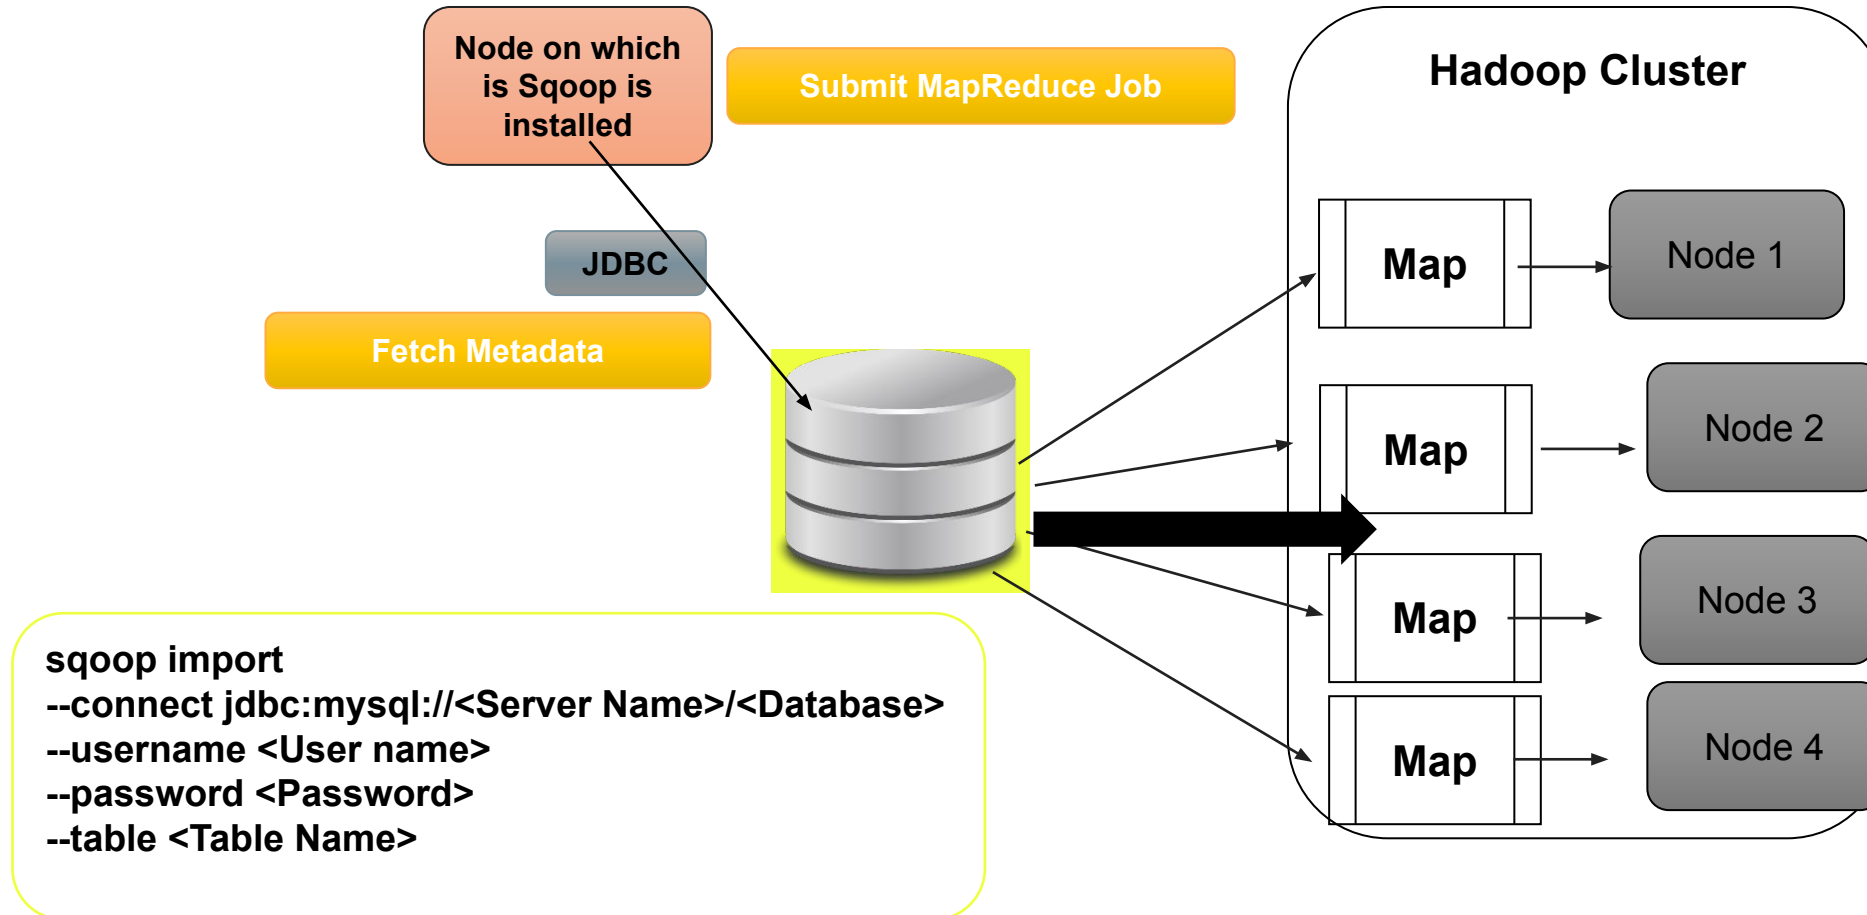 Node on which
is Sqoop is
installed
Submit MapReduce Job
Hadoop Cluster
JDBC
Fetch Metadata
Map
Node 1
Map
Node 2
Map
Node 3
Map
Node 4
sqoop import
--connect jdbc:mysql://<Server Name>/<Database>
--username <User name>
--password <Password>
--table <Table Name>